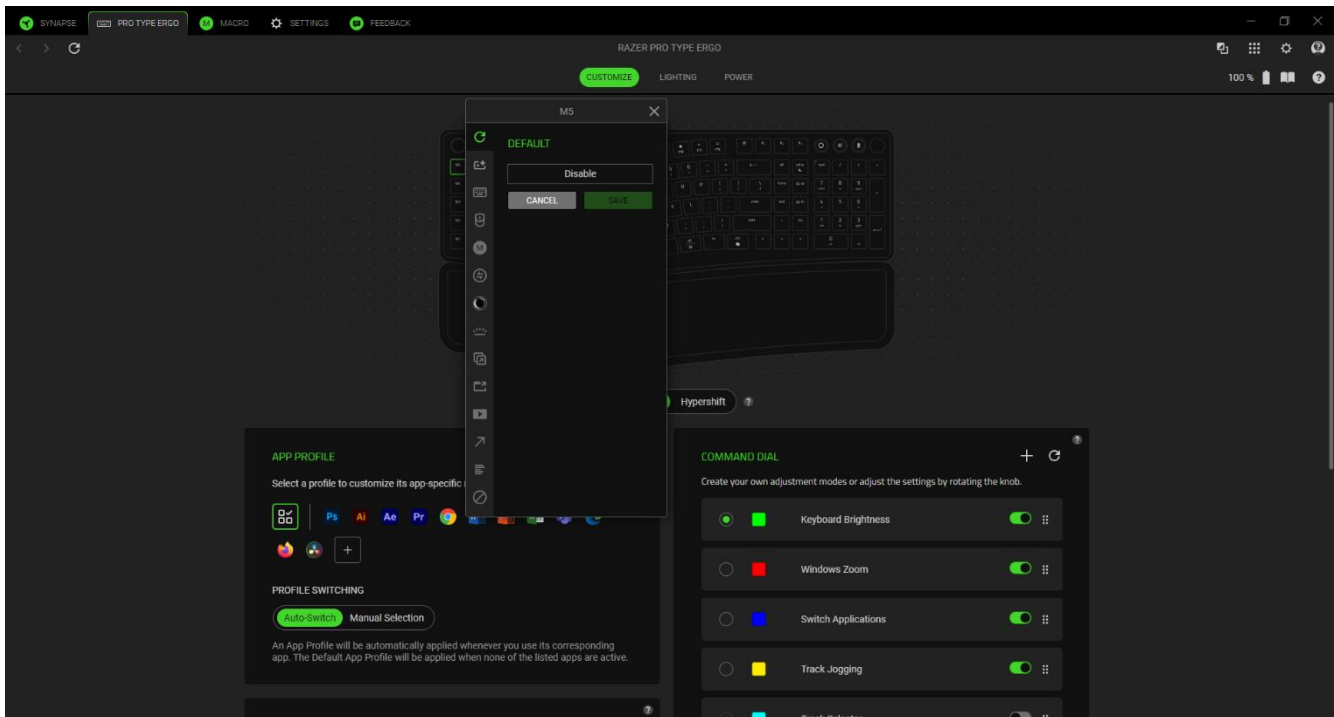 SYNAPSE PRO TYPE ERGO MACRO SETTINGS FEEDBACK
RAZER PRO TYPE ERGO
CUSTOMIZE LIGHTING POWER
100 %
M5
DEFAULT
Disable
CANCEL SAVE
Hypershift
APP PROFILE
Select a profile to customize its app-specific
Ps Ai Ae Pr
PROFILE SWITCHING
Auto-Switch Manual Selection
An App Profile will be automatically applied whenever you use its corresponding
app. The Default App Profile will be applied when none of the listed apps are active.
COMMAND DIAL
Create your own adjustment modes or adjust the settings by rotating the knob.
Keyboard Brightness
Windows Zoom
Switch Applications
Track Jogging